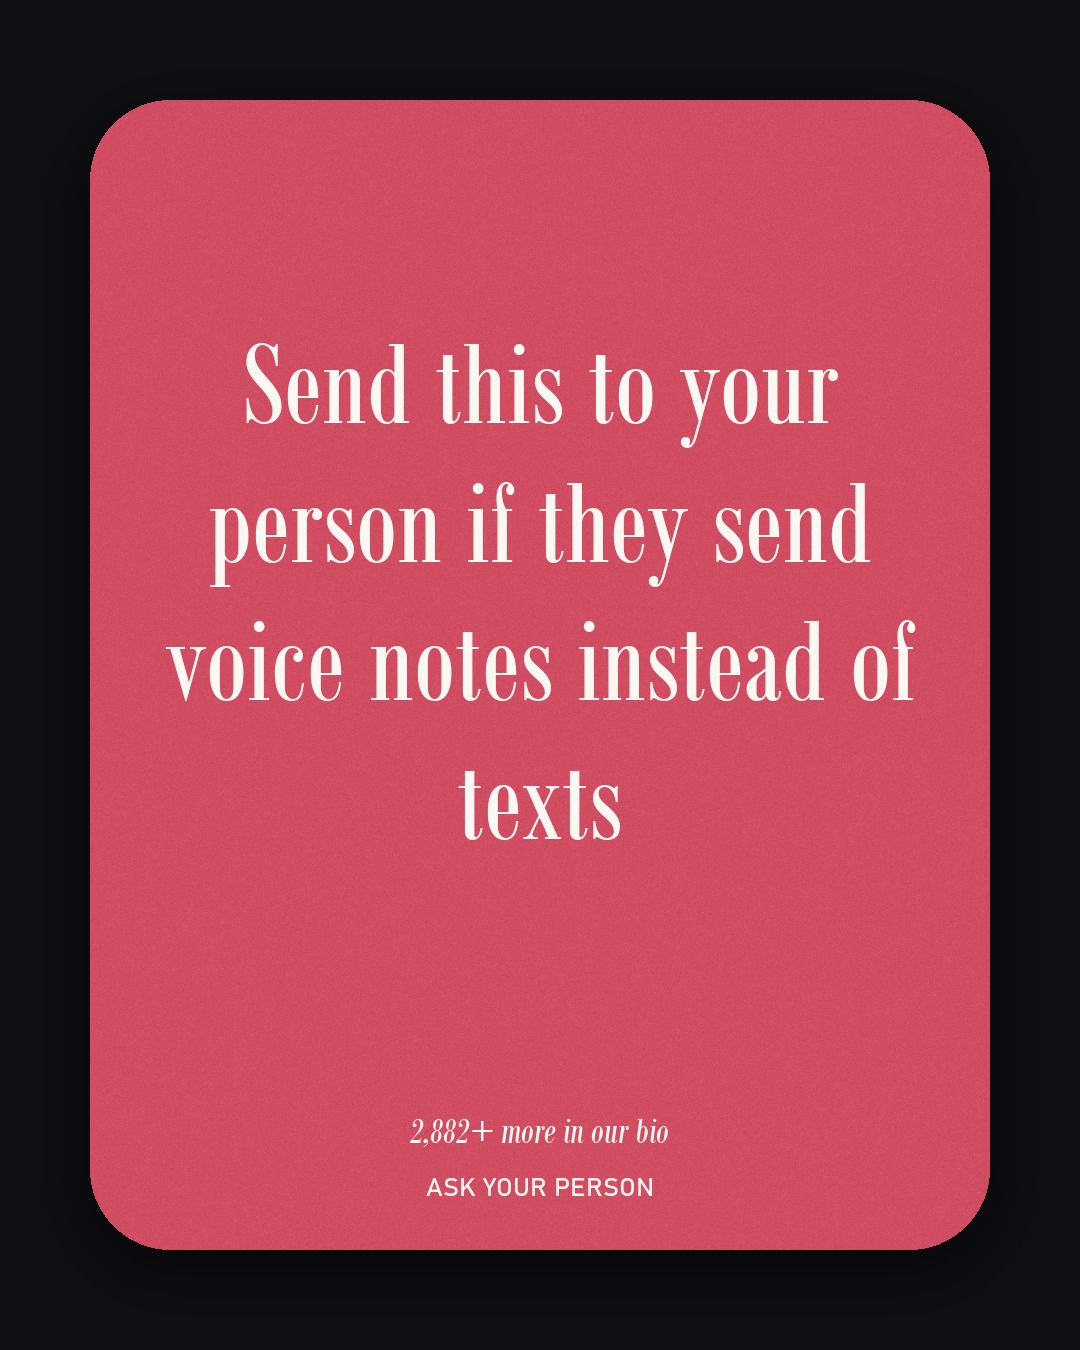 Send this to your
person if they send
voice notes instead of
texts
2,882+ more in our bio
ASK YOUR PERSON